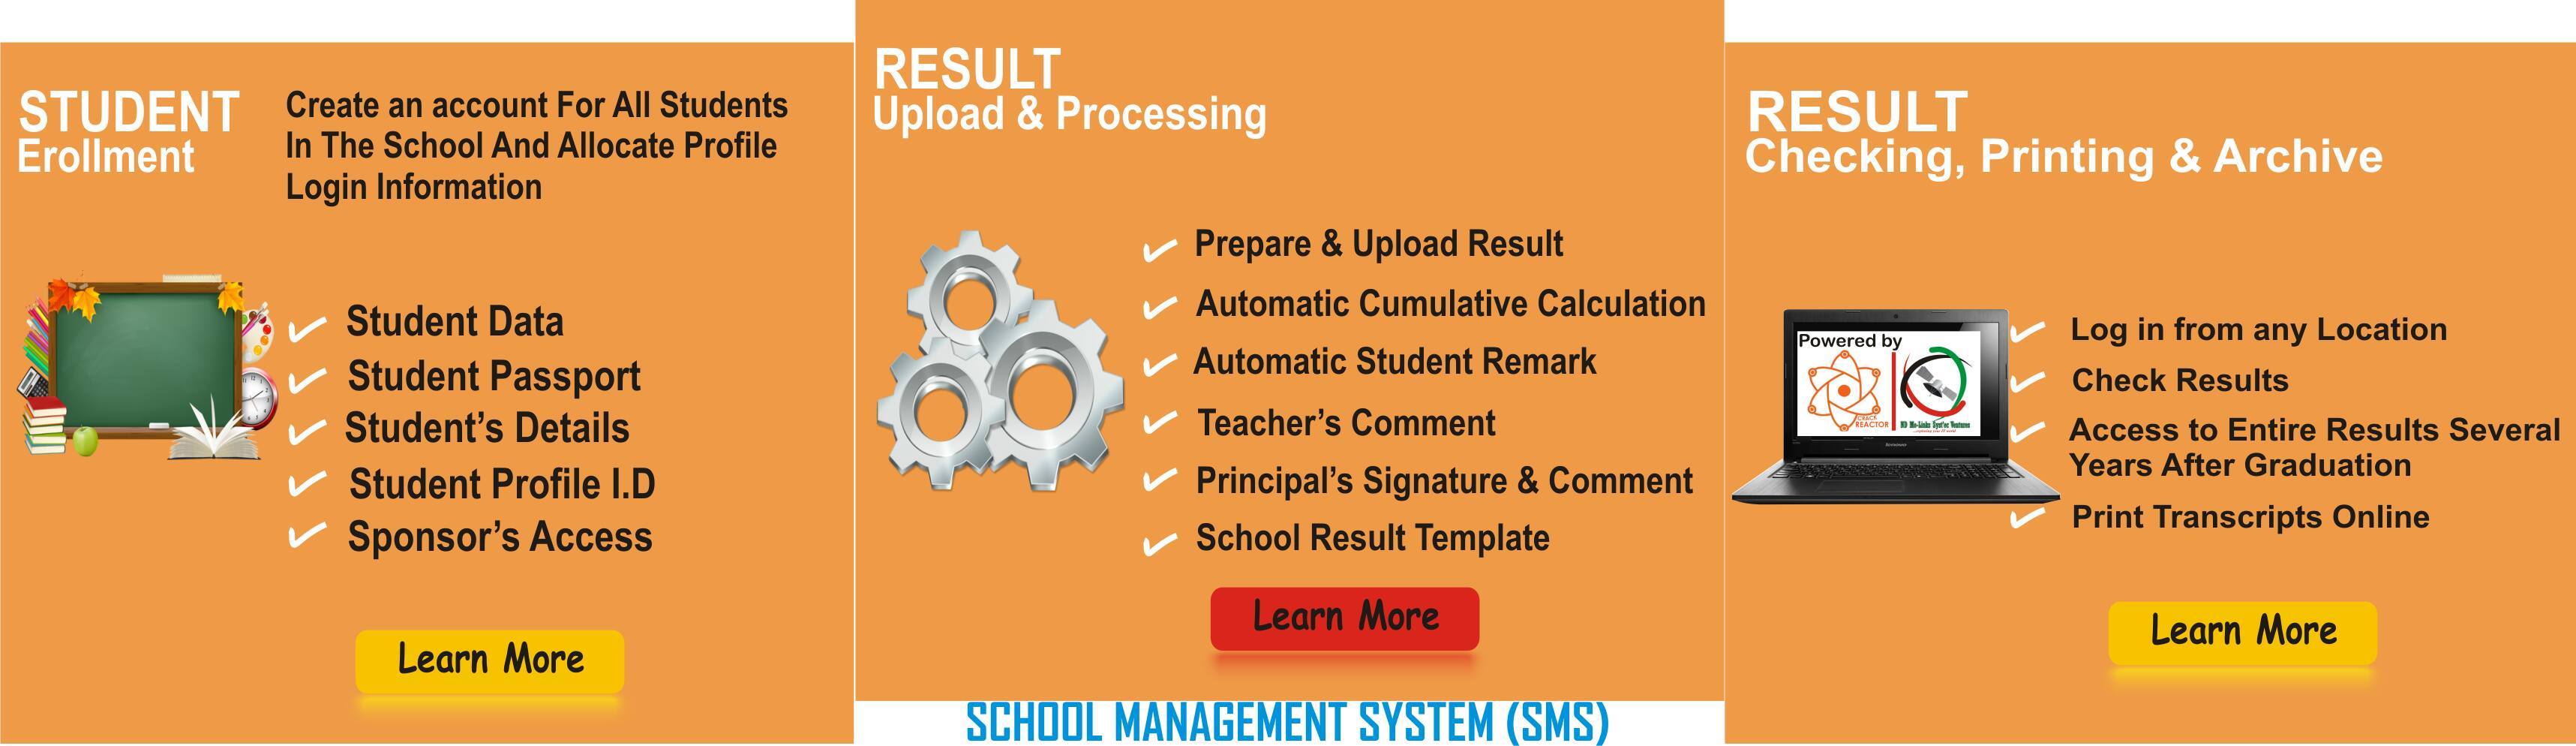 STUDENT
Erollment
Create an account For All Students
In The School And Allocate Profile
Login Information
Student Data
Student Passport
Student’s Details
Student Profile I.D
Sponsor’s Access
Learn More
RESULT
Upload & Processing
Prepare & Upload Result
Automatic Cumulative Calculation
Automatic Student Remark
Teacher’s Comment
Principal’s Signature & Comment
School Result Template
Learn More
SCHOOL MANAGEMENT SYSTEM (SMS)
RESULT
Checking, Printing & Archive
Powered by
CRACK
REACTOR
Log in from any Location
Check Results
Access to Entire Results Several
Years After Graduation
Print Transcripts Online
Learn More